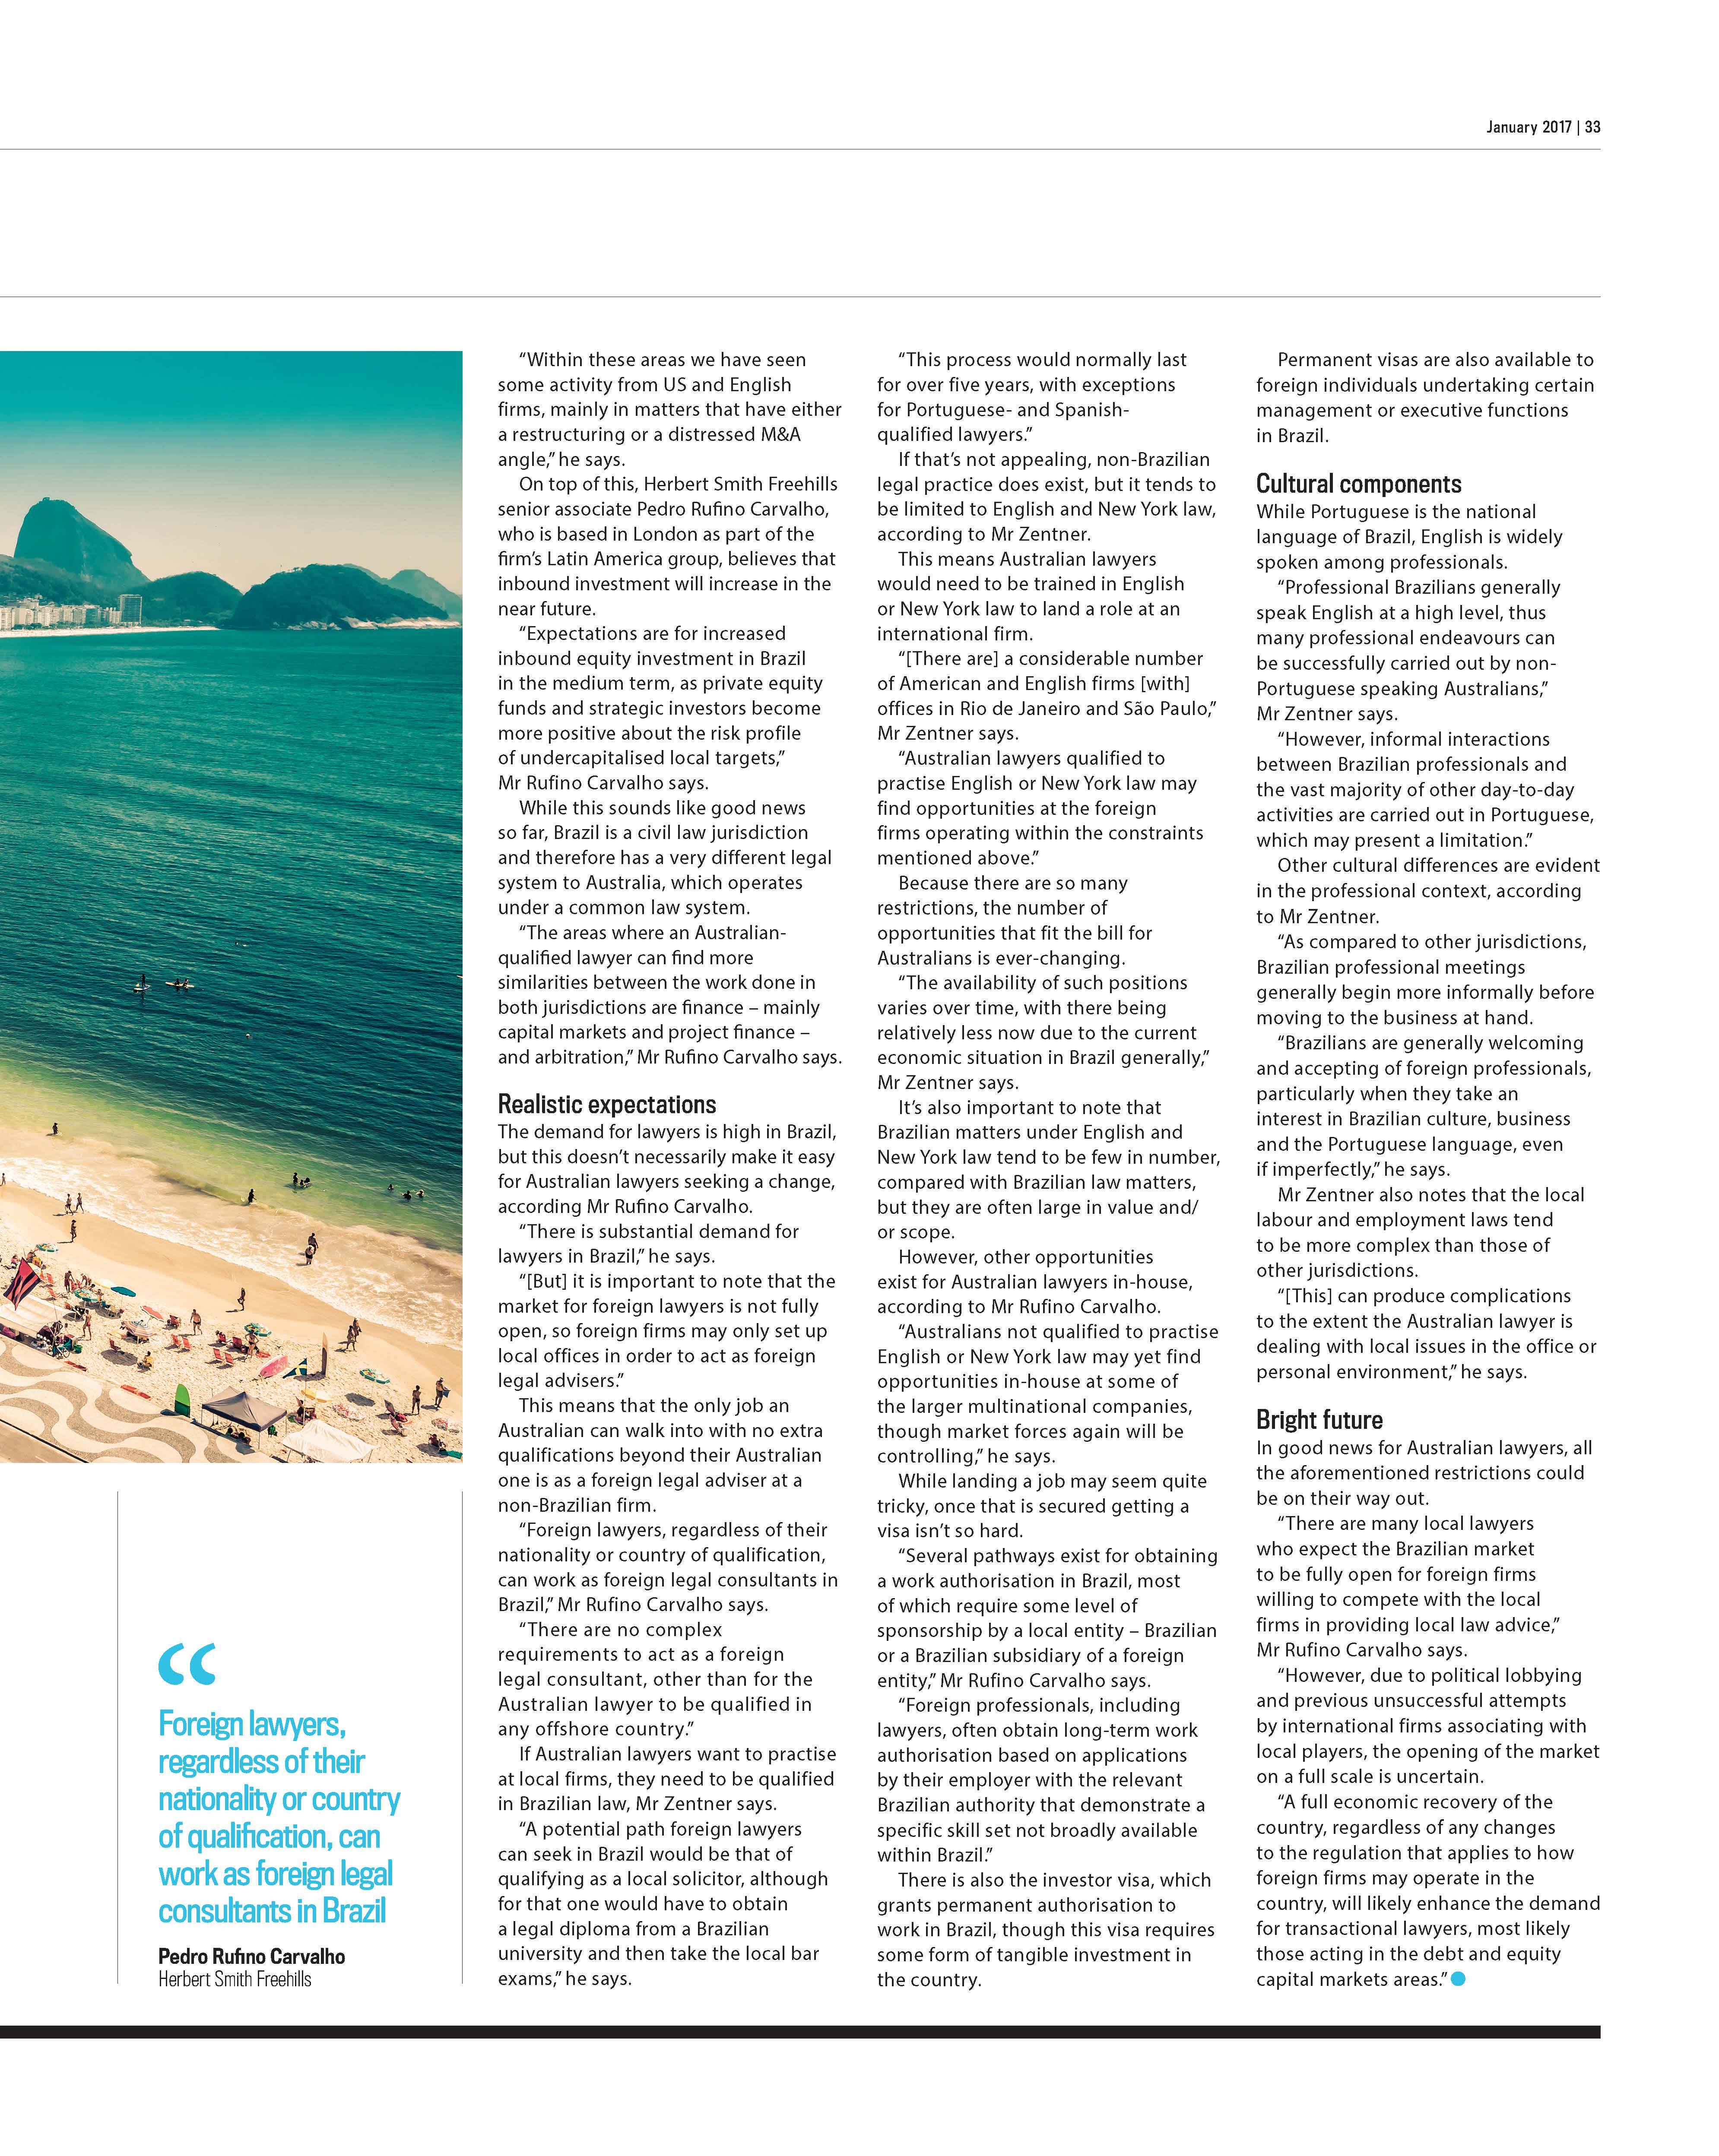 January 2017 | 33
“Within these areas we have seen
some activity from US and English
firms, mainly in matters that have either
a restructuring or a distressed M&A
angle,” he says.
On top of this, Herbert Smith Freehills
senior associate Pedro Rufino Carvalho,
who is based in London as part of the
firm’s Latin America group, believes that
inbound investment will increase in the
near future.
“Expectations are for increased
inbound equity investment in Brazil
in the medium term, as private equity
funds and strategic investors become
more positive about the risk profile
of undercapitalised local targets,”
Mr Rufino Carvalho says.
While this sounds like good news
so far, Brazil is a civil law jurisdiction
and therefore has a very different legal
system to Australia, which operates
under a common law system.
“The areas where an Australian-
qualified lawyer can find more
similarities between the work done in
both jurisdictions are finance – mainly
capital markets and project finance –
and arbitration,” Mr Rufino Carvalho says.
Realistic expectations
The demand for lawyers is high in Brazil,
but this doesn’t necessarily make it easy
for Australian lawyers seeking a change,
according Mr Rufino Carvalho.
“There is substantial demand for
lawyers in Brazil,” he says.
“[But] it is important to note that the
market for foreign lawyers is not fully
open, so foreign firms may only set up
local offices in order to act as foreign
legal advisers.”
This means that the only job an
Australian can walk into with no extra
qualifications beyond their Australian
one is as a foreign legal adviser at a
non-Brazilian firm.
“Foreign lawyers, regardless of their
nationality or country of qualification,
can work as foreign legal consultants in
Brazil,” Mr Rufino Carvalho says.
“There are no complex
requirements to act as a foreign
legal consultant, other than for the
Australian lawyer to be qualified in
any offshore country.”
If Australian lawyers want to practise
at local firms, they need to be qualified
in Brazilian law, Mr Zentner says.
“A potential path foreign lawyers
can seek in Brazil would be that of
qualifying as a local solicitor, although
for that one would have to obtain
a legal diploma from a Brazilian
university and then take the local bar
exams,” he says.
“This process would normally last
for over five years, with exceptions
for Portuguese- and Spanish-
qualified lawyers.”
If that’s not appealing, non-Brazilian
legal practice does exist, but it tends to
be limited to English and New York law,
according to Mr Zentner.
This means Australian lawyers
would need to be trained in English
or New York law to land a role at an
international firm.
“[There are] a considerable number
of American and English firms [with]
offices in Rio de Janeiro and São Paulo,”
Mr Zentner says.
“Australian lawyers qualified to
practise English or New York law may
find opportunities at the foreign
firms operating within the constraints
mentioned above.”
Because there are so many
restrictions, the number of
opportunities that fit the bill for
Australians is ever-changing.
“The availability of such positions
varies over time, with there being
relatively less now due to the current
economic situation in Brazil generally,”
Mr Zentner says.
It’s also important to note that
Brazilian matters under English and
New York law tend to be few in number,
compared with Brazilian law matters,
but they are often large in value and/
or scope.
However, other opportunities
exist for Australian lawyers in-house,
according to Mr Rufino Carvalho.
“Australians not qualified to practise
English or New York law may yet find
opportunities in-house at some of
the larger multinational companies,
though market forces again will be
controlling,” he says.
While landing a job may seem quite
tricky, once that is secured getting a
visa isn’t so hard.
“Several pathways exist for obtaining
a work authorisation in Brazil, most
of which require some level of
sponsorship by a local entity – Brazilian
or a Brazilian subsidiary of a foreign
entity,” Mr Rufino Carvalho says.
“Foreign professionals, including
lawyers, often obtain long-term work
authorisation based on applications
by their employer with the relevant
Brazilian authority that demonstrate a
specific skill set not broadly available
within Brazil.”
There is also the investor visa, which
grants permanent authorisation to
work in Brazil, though this visa requires
some form of tangible investment in
the country.
Permanent visas are also available to
foreign individuals undertaking certain
management or executive functions
in Brazil.
Cultural components
While Portuguese is the national
language of Brazil, English is widely
spoken among professionals.
“Professional Brazilians generally
speak English at a high level, thus
many professional endeavours can
be successfully carried out by non-
Portuguese speaking Australians,”
Mr Zentner says.
“However, informal interactions
between Brazilian professionals and
the vast majority of other day-to-day
activities are carried out in Portuguese,
which may present a limitation.”
Other cultural differences are evident
in the professional context, according
to Mr Zentner.
“As compared to other jurisdictions,
Brazilian professional meetings
generally begin more informally before
moving to the business at hand.
“Brazilians are generally welcoming
and accepting of foreign professionals,
particularly when they take an
interest in Brazilian culture, business
and the Portuguese language, even
if imperfectly,” he says.
Mr Zentner also notes that the local
labour and employment laws tend
to be more complex than those of
other jurisdictions.
“[This] can produce complications
to the extent the Australian lawyer is
dealing with local issues in the office or
personal environment,” he says.
Bright future
In good news for Australian lawyers, all
the aforementioned restrictions could
be on their way out.
“There are many local lawyers
who expect the Brazilian market
to be fully open for foreign firms
willing to compete with the local
firms in providing local law advice,”
Mr Rufino Carvalho says.
“However, due to political lobbying
and previous unsuccessful attempts
by international firms associating with
local players, the opening of the market
on a full scale is uncertain.
“A full economic recovery of the
country, regardless of any changes
to the regulation that applies to how
foreign firms may operate in the
country, will likely enhance the demand
for transactional lawyers, most likely
those acting in the debt and equity
capital markets areas.”
“
Foreign lawyers,
regardless of their
nationality or country
of qualification, can
work as foreign legal
consultants in Brazil
Pedro Rufino Carvalho
Herbert Smith Freehills